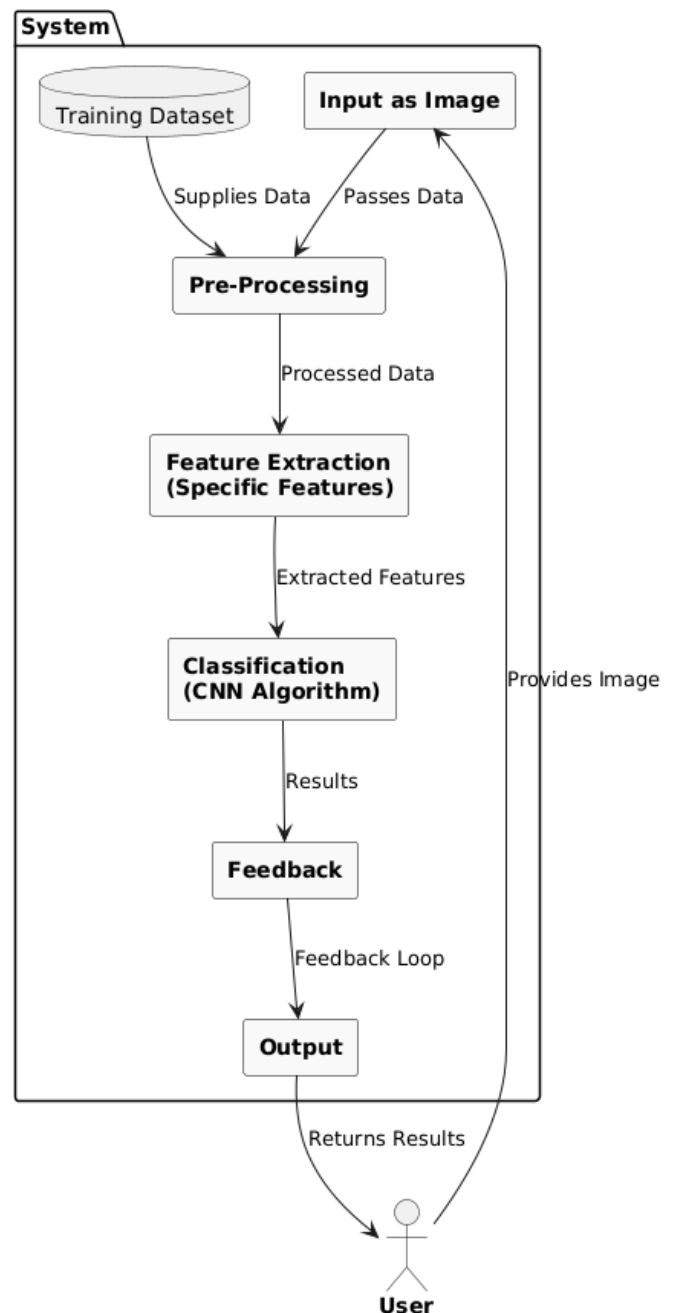 System
Training Dataset
Input as Image
Supplies Data
Passes Data
Pre-Processing
Processed Data
Feature Extraction
(Specific Features)
Extracted Features
Classification
(CNN Algorithm)
Provides Image
Results
Feedback
Feedback Loop
Output
Returns Results
User